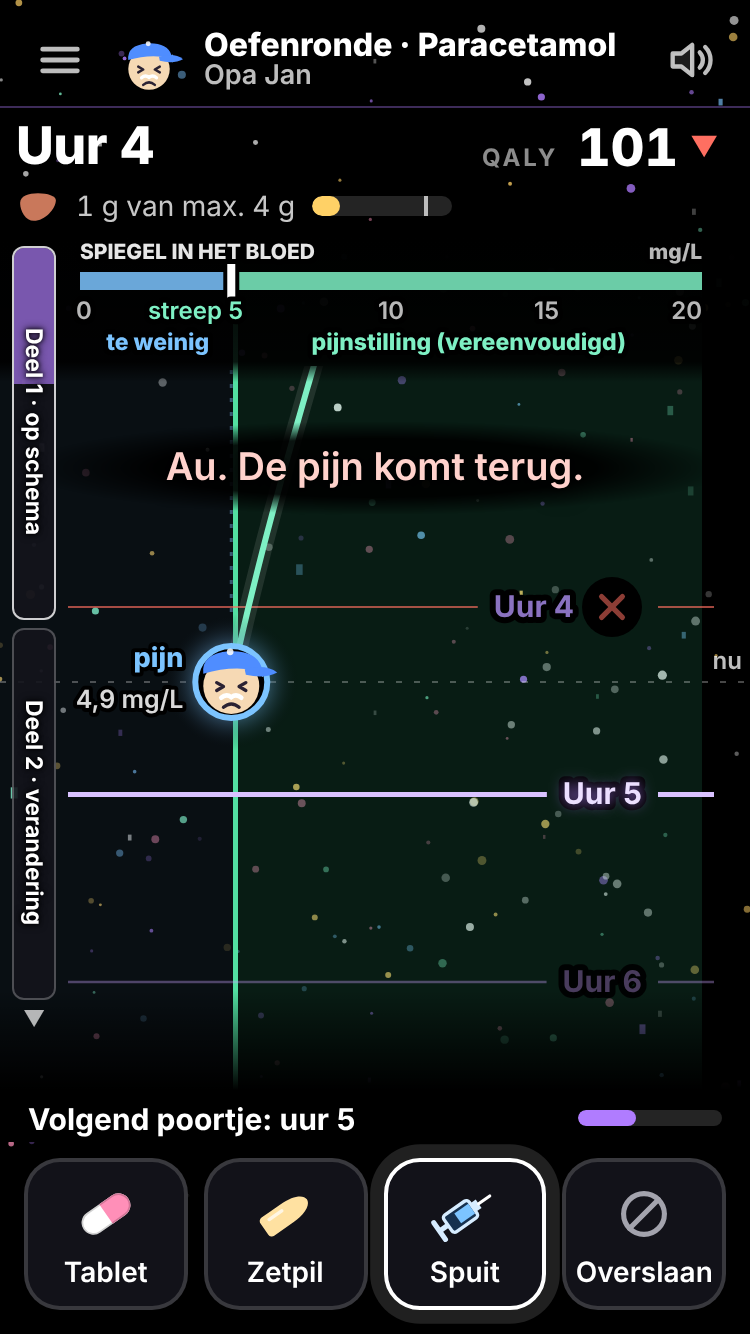 Oefenronde · Paracetamol
Opa Jan
Uur 4
QALY 101
1 g van max. 4 g
SPIEGEL IN HET BLOED mg/L
0 streep 5 10 15 20
te weinig pijnstilling (vereenvoudigd)
Deel 1 · op schema
Au. De pijn komt terug.
Uur 4
pijn
nu
4,9 mg/L
Deel 2 · verandering
Uur 5
Uur 6
Volgend poortje: uur 5
Tablet Zetpil Spuit Overslaan